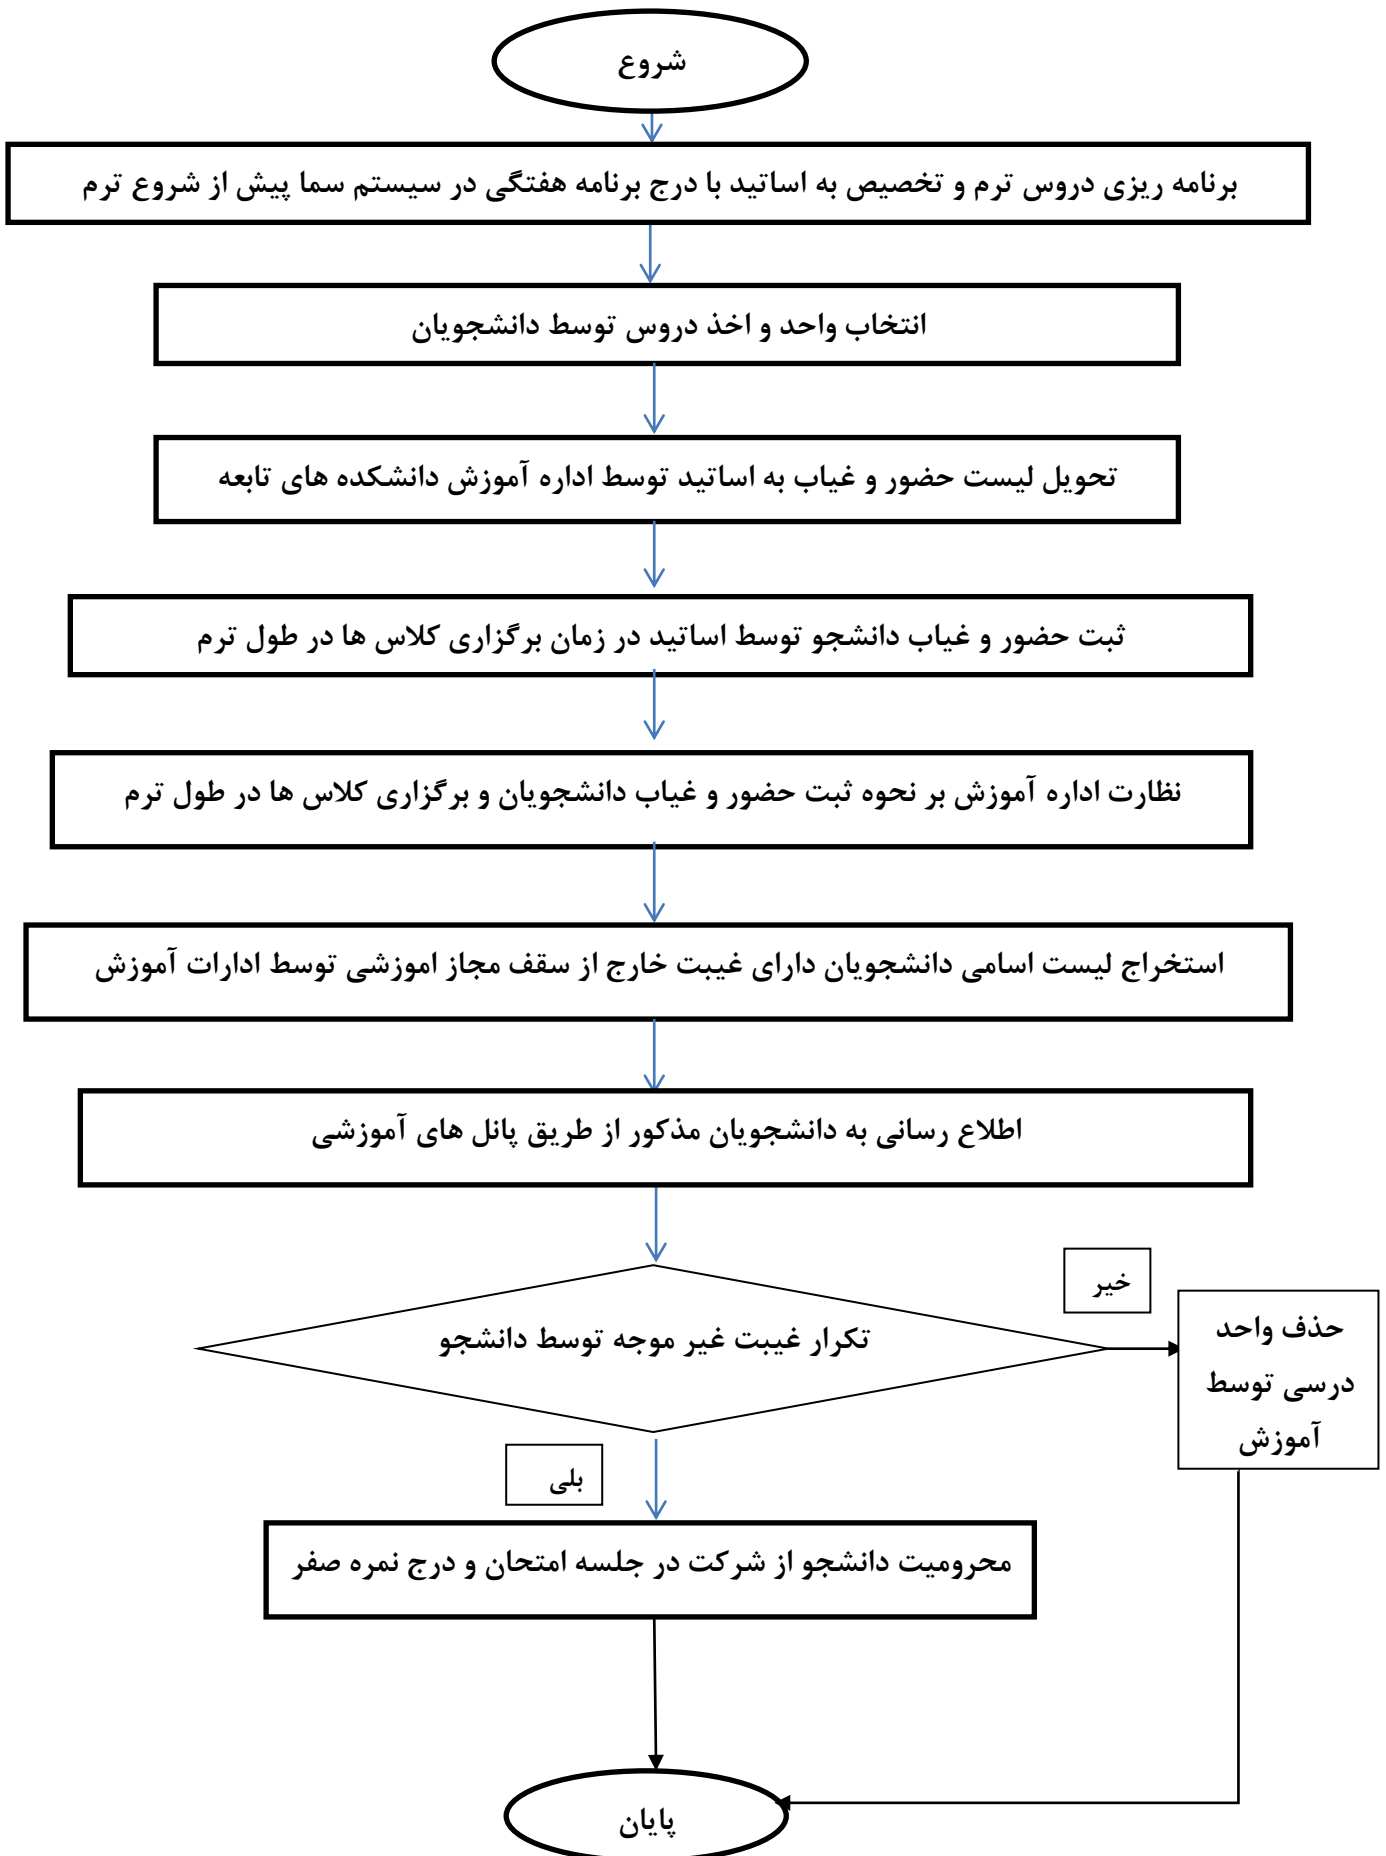 شروع
برنامه ریزی دروس ترم و تخصیص به اساتید با درج برنامه هفتگی در سیستم سما پیش از شروع ترم
انتخاب واحد و اخذ دروس توسط دانشجویان
تحویل لیست حضور و غیاب به اساتید توسط اداره آموزش دانشکده های تابعه
ثبت حضور و غیاب دانشجو توسط اساتید در زمان برگزاری کلاس ها در طول ترم
نظارت اداره آموزش بر نحوه ثبت حضور و غیاب دانشجویان و برگزاری کلاس ها در طول ترم
استخراج لیست اسامی دانشجویان دارای غیبت خارج از سقف مجاز اموزشی توسط ادارات آموزش
اطلاع رسانی به دانشجویان مذکور از طریق پانل های آموزشی
تکرار غیبت غیر موجه توسط دانشجو
خیر
حذف واحد
درسی توسط
آموزش
بلی
محرومیت دانشجو از شرکت در جلسه امتحان و درج نمره صفر
پایان